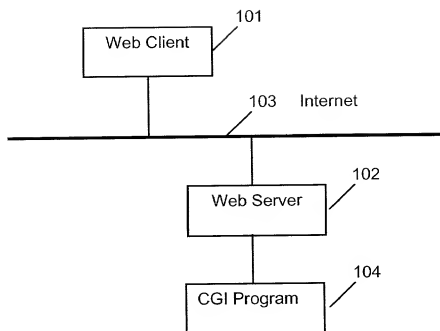 101
Web Client
103 Internet
102
Web Server
104
CGI Program